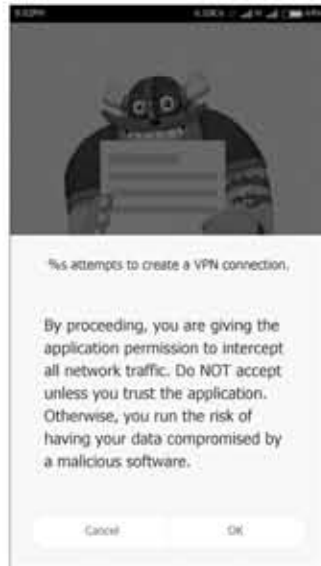 %s attempts to create a VPN connection.
By proceeding, you are giving the
application permission to intercept
all network traffic. Do NOT accept
unless you trust the application.
Otherwise, you run the risk of
having your data compromised by
a malicious software.
Cancel
OK